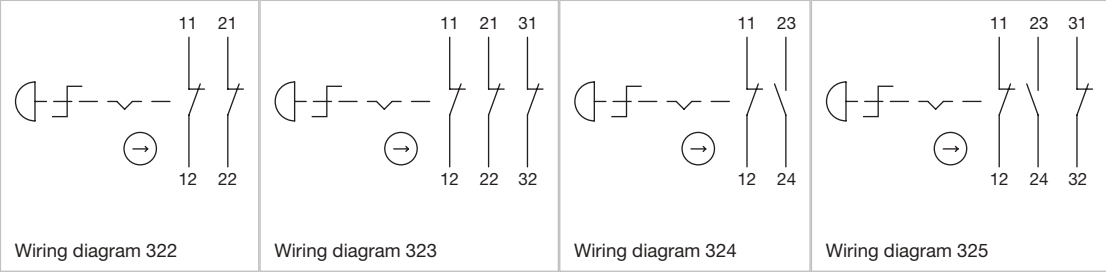 11 21
12 22
Wiring diagram 322
11 21 31
12 22 32
Wiring diagram 323
11 23
12 24
Wiring diagram 324
11 23 31
12 24 32
Wiring diagram 325